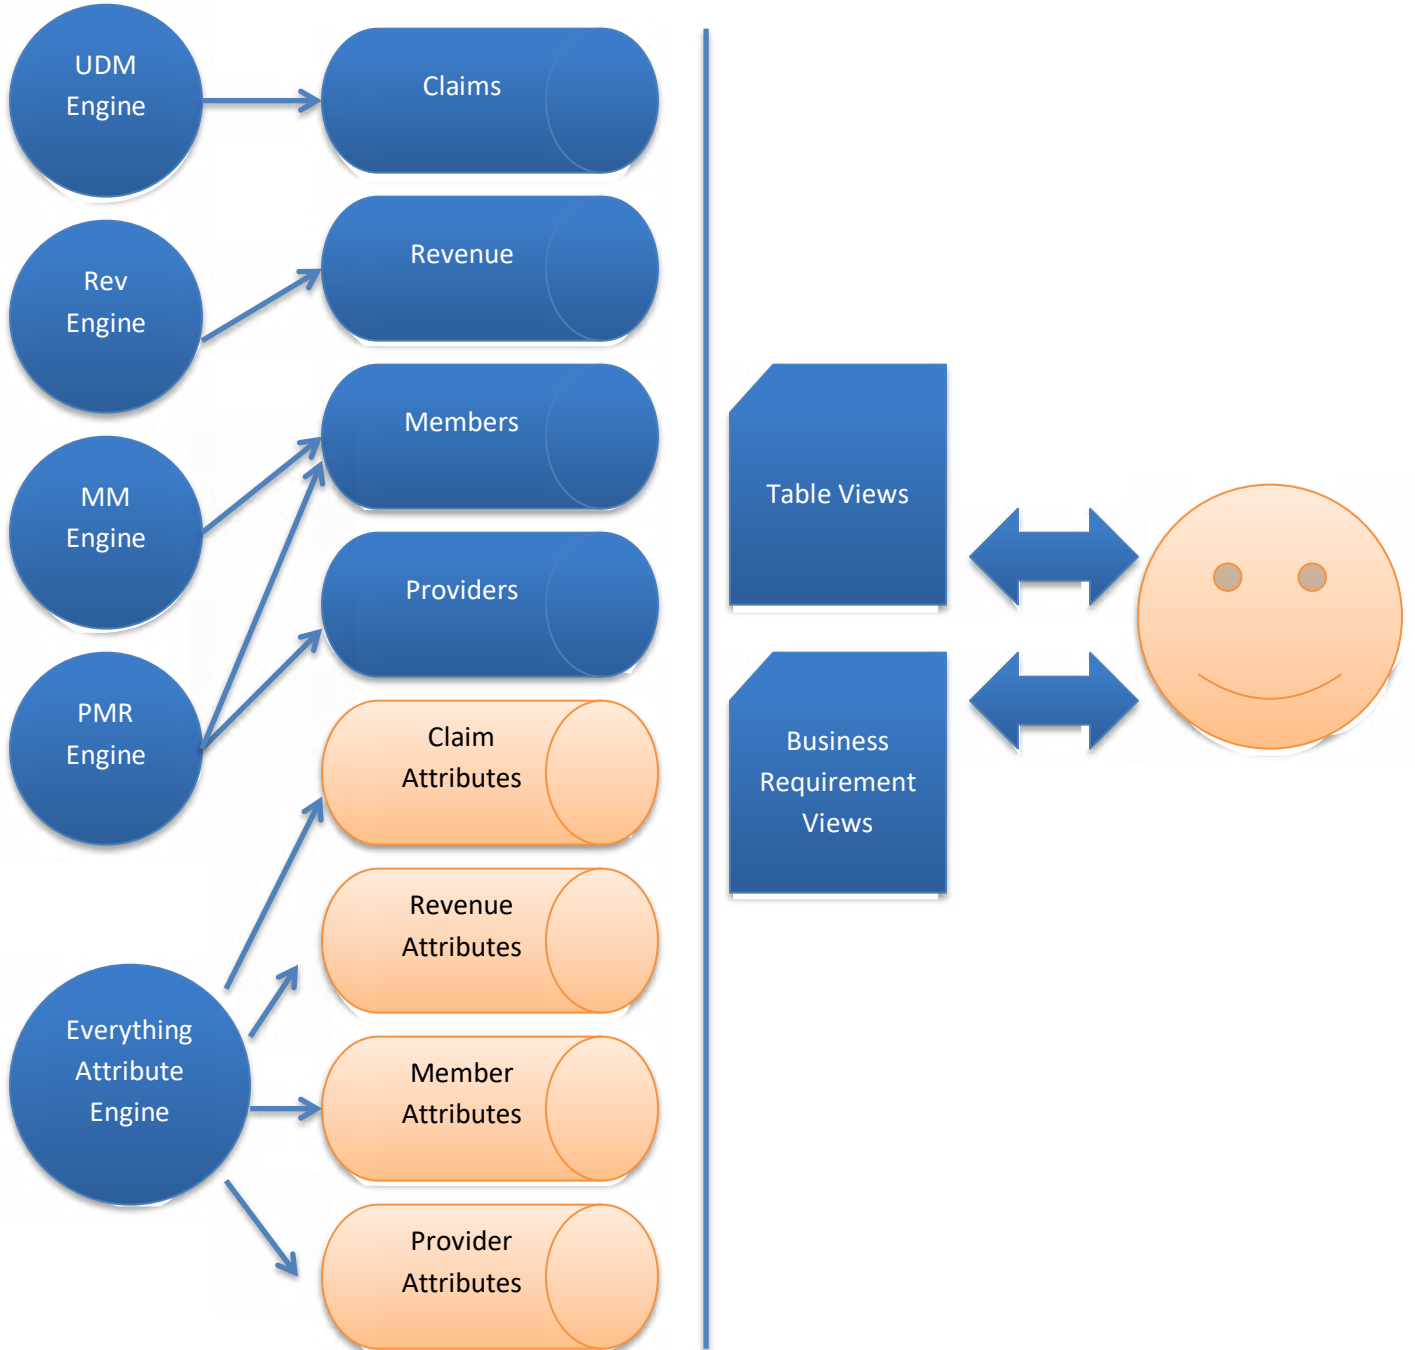 UDM
Engine
Claims
Rev
Engine
Revenue
MM
Engine
Members
PMR
Engine
Providers
Claim
Attributes
Revenue
Attributes
Everything
Attribute
Engine
Member
Attributes
Provider
Attributes
Table Views
Business
Requirement
Views